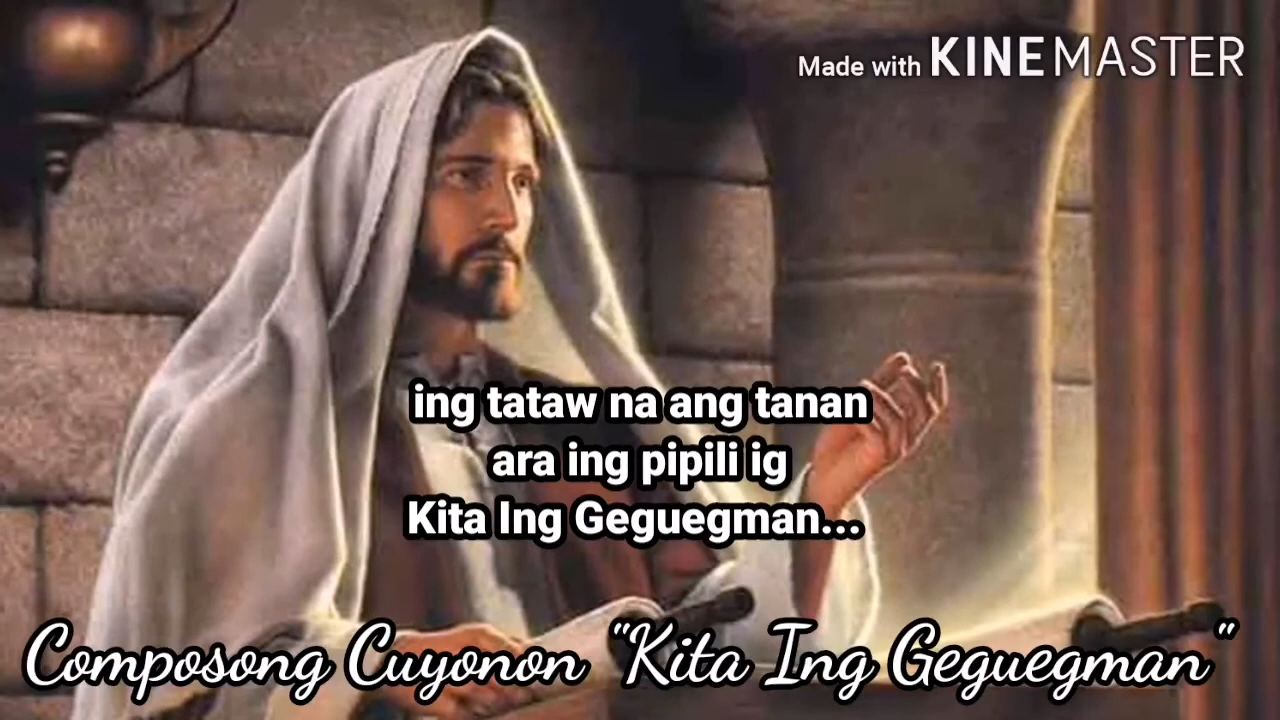 Made with KINEMASTER
ing tataw na ang tanan
ara ing pipili ig
Kita Ing Geguegman...
Composong Cuyonon "Kita Ing Geguegman"